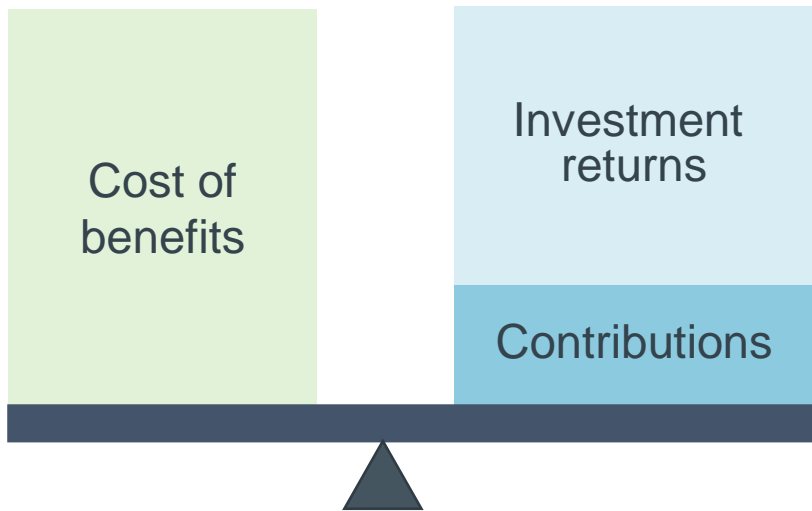 Cost of
benefits
Investment
returns
Contributions